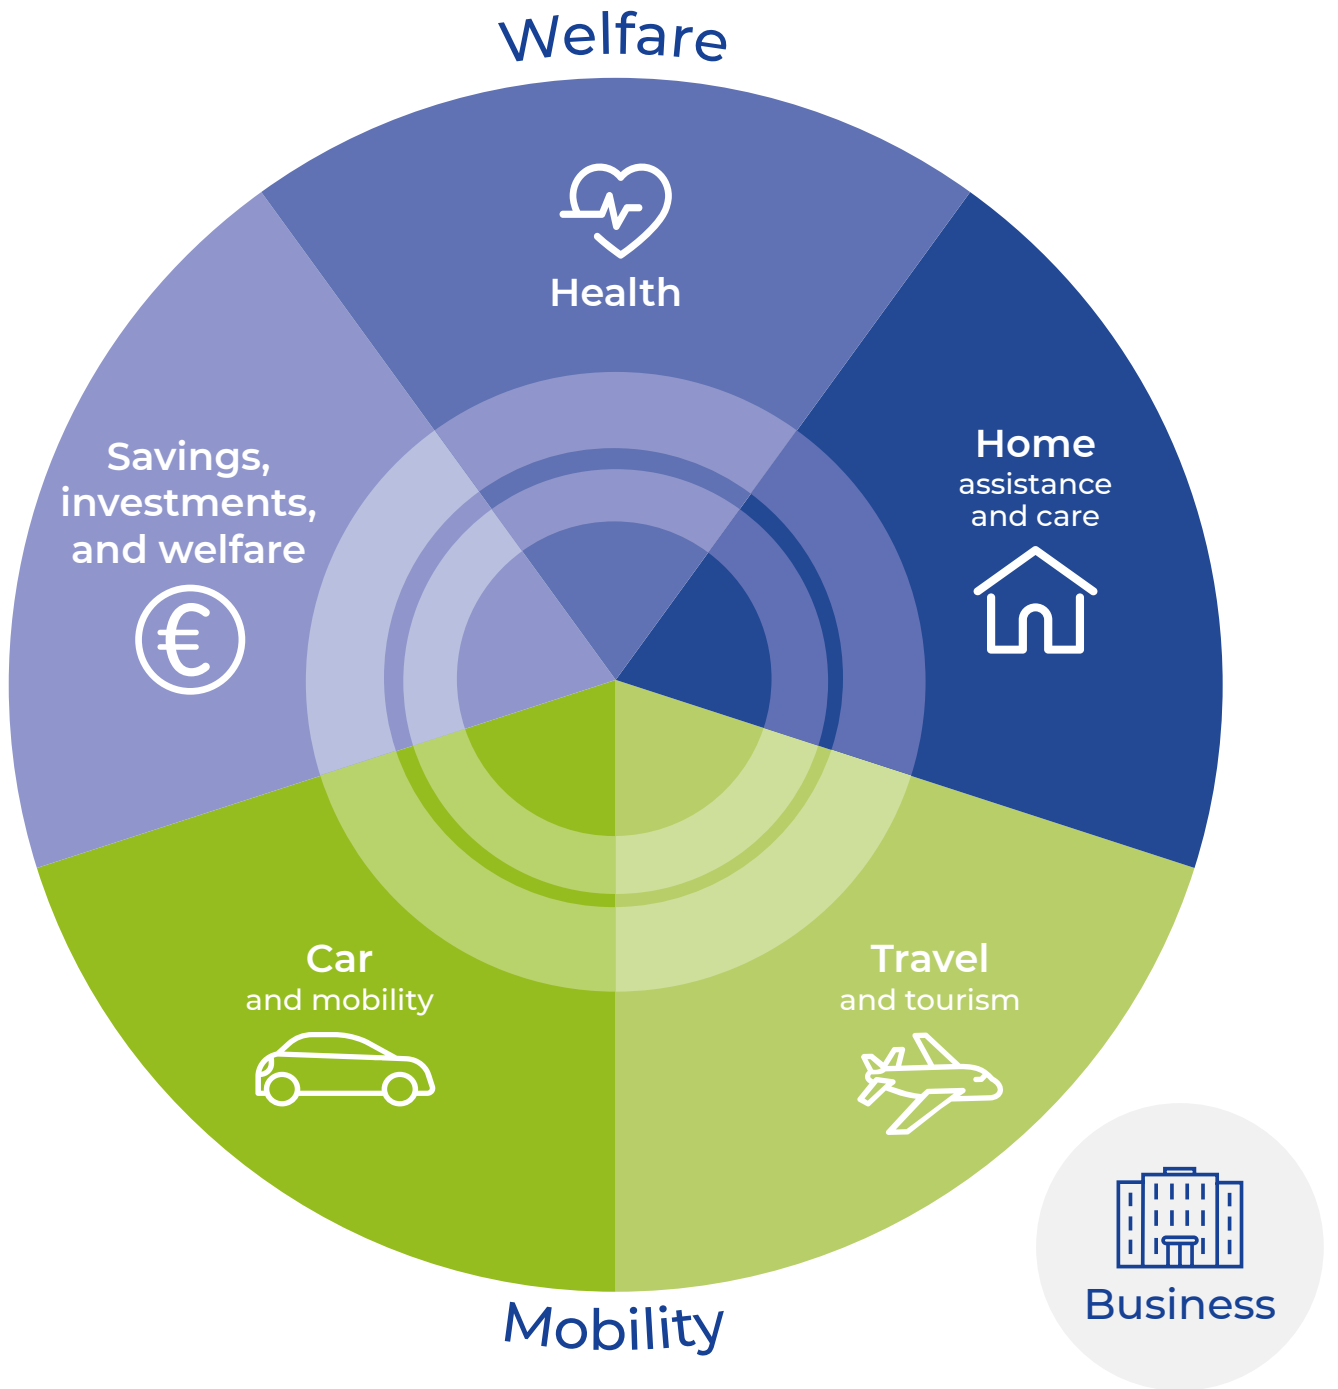 Welfare
Health
Savings,
investments,
and welfare
€
Home
assistance
and care
Car
and mobility
Travel
and tourism
Business
Mobility